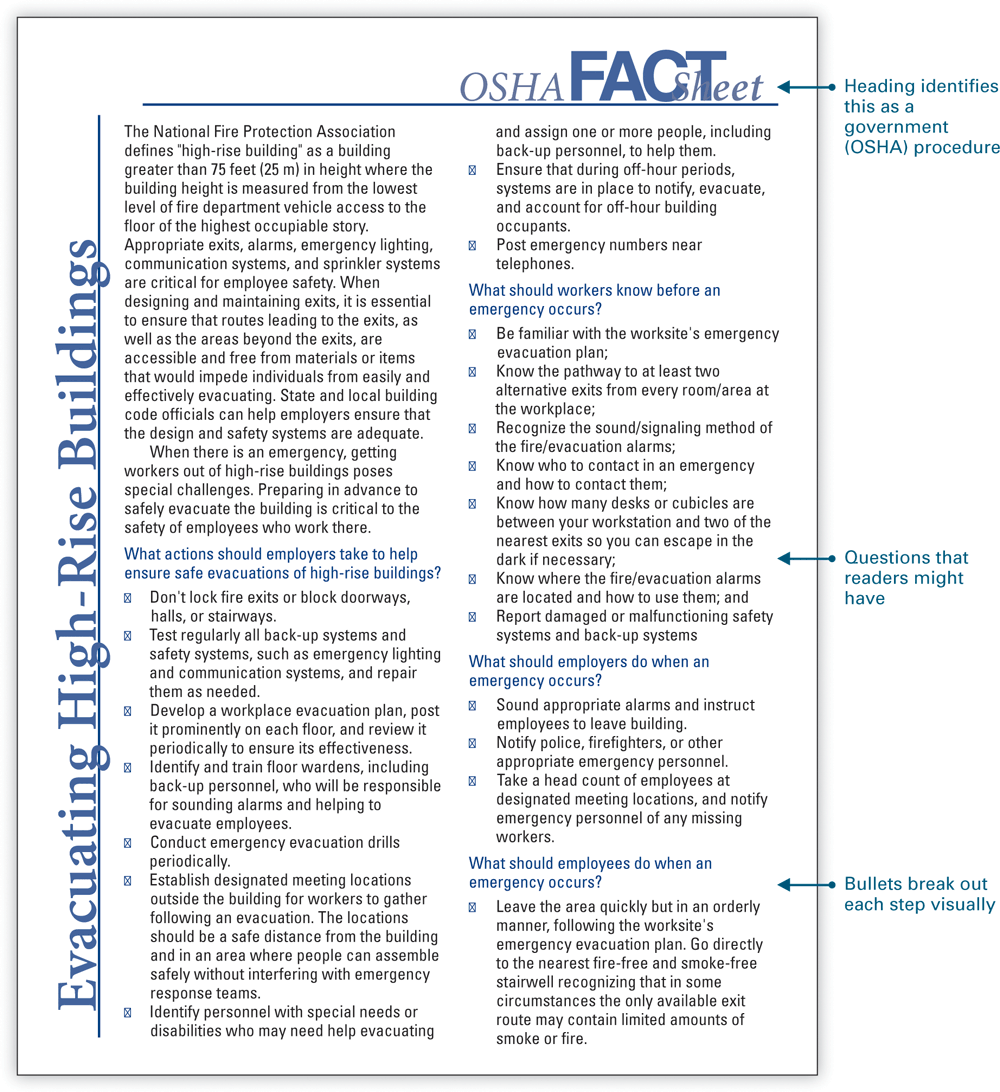 OSHA FACT Sheet
Evacuating High-Rise Buildings
The National Fire Protection Association
defines "high-rise building" as a building
greater than 75 feet (25 m) in height where the
building height is measured from the lowest
level of fire department vehicle access to the
floor of the highest occupiable story.
Appropriate exits, alarms, emergency lighting,
communication systems, and sprinkler systems
are critical for employee safety. When
designing and maintaining exits, it is essential
to ensure that routes leading to the exits, as
well as the areas beyond the exits, are
accessible and free from materials or items
that would impede individuals from easily and
effectively evacuating. State and local building
code officials can help employers ensure that
the design and safety systems are adequate.
When there is an emergency, getting
workers out of high-rise buildings poses
special challenges. Preparing in advance to
safely evacuate the building is critical to the
safety of employees who work there.
What actions should employers take to help
ensure safe evacuations of high-rise buildings?
Don't lock fire exits or block doorways,
halls, or stairways.
Test regularly all back-up systems and
safety systems, such as emergency lighting
and communication systems, and repair
them as needed.
Develop a workplace evacuation plan, post
it prominently on each floor, and review it
periodically to ensure its effectiveness.
Identify and train floor wardens, including
back-up personnel, who will be responsible
for sounding alarms and helping to
evacuate employees.
Conduct emergency evacuation drills
periodically.
Establish designated meeting locations
outside the building for workers to gather
following an evacuation. The locations
should be a safe distance from the building
and in an area where people can assemble
safely without interfering with emergency
response teams.
Identify personnel with special needs or
disabilities who may need help evacuating
and assign one or more people, including
back-up personnel, to help them.
Ensure that during off-hour periods,
systems are in place to notify, evacuate,
and account for off-hour building
occupants.
Post emergency numbers near
telephones.
What should workers know before an
emergency occurs?
Be familiar with the worksite's emergency
evacuation plan;
Know the pathway to at least two
alternative exits from every room/area at
the workplace;
Recognize the sound/signaling method of
the fire/evacuation alarms;
Know who to contact in an emergency
and how to contact them;
Know how many desks or cubicles are
between your workstation and two of the
nearest exits so you can escape in the
dark if necessary;
Know where the fire/evacuation alarms
are located and how to use them; and
Report damaged or malfunctioning safety
systems and back-up systems
What should employers do when an
emergency occurs?
Sound appropriate alarms and instruct
employees to leave building.
Notify police, firefighters, or other
appropriate emergency personnel.
Take a head count of employees at
designated meeting locations, and notify
emergency personnel of any missing
workers.
What should employees do when an
emergency occurs?
Leave the area quickly but in an orderly
manner, following the worksite's
emergency evacuation plan. Go directly
to the nearest fire-free and smoke-free
stairwell recognizing that in some
circumstances the only available exit
route may contain limited amounts of
smoke or fire.
Heading identifies
this as a
government
(OSHA) procedure
Questions that
readers might
have
Bullets break out
each step visually